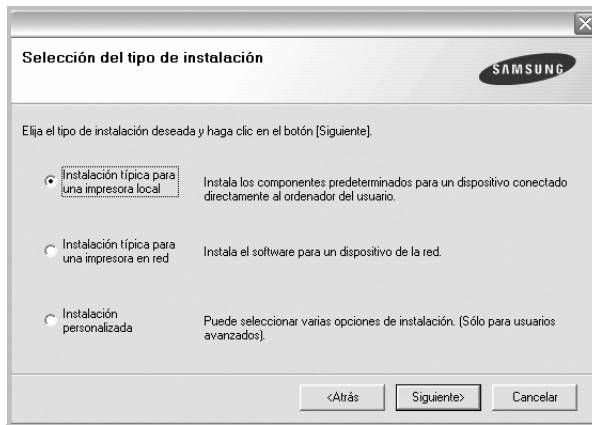 Selección del tipo de instalación
SAMSUNG
Elija el tipo de instalación deseada y haga clic en el botón [Siguiente].
Instalación típica para
una impresora local
Instala los componentes predeterminados para un dispositivo conectado
directamente al ordenador del usuario.
Instalación típica para
una impresora en red
Instala el software para un dispositivo de la red.
Instalación
personalizada
Puede seleccionar varias opciones de instalación. (Sólo para usuarios
avanzados).
<Atrás
Siguiente>
Cancelar